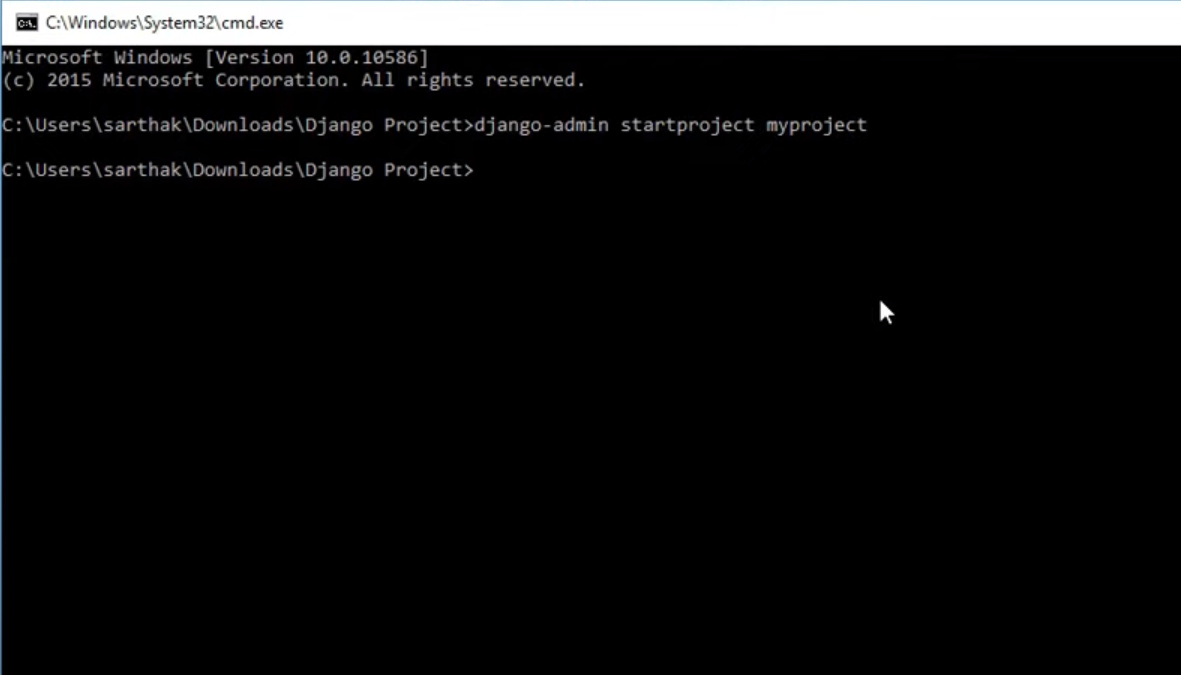 C:\Windows\System32\cmd.exe
Microsoft Windows [Version 10.0.10586]
(c) 2015 Microsoft Corporation. All rights reserved.
C:\Users\sarthak\Downloads\Django Project>django-admin startproject myproject
C:\Users\sarthak\Downloads\Django Project>